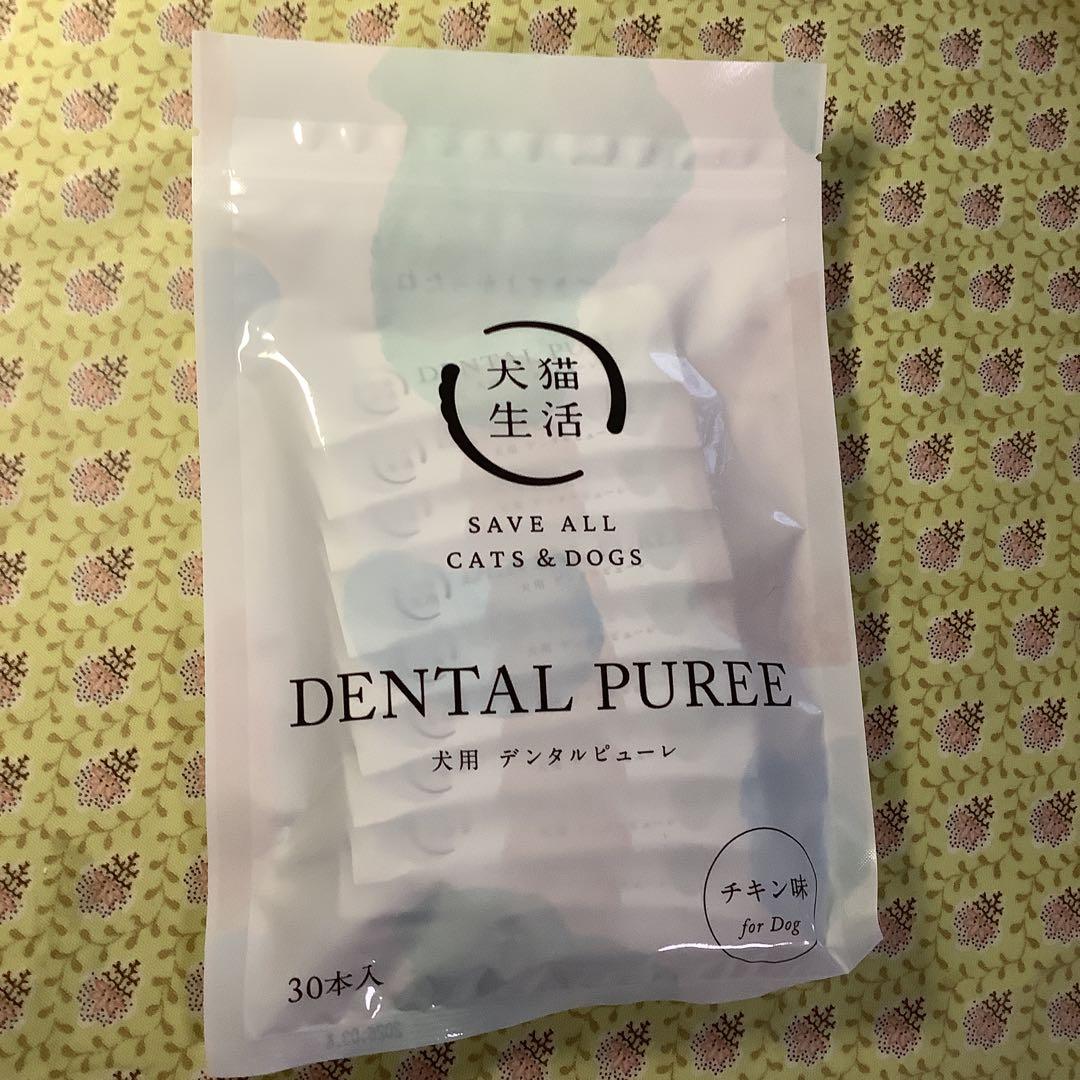 犬猫
生活
SAVE ALL
CATS & DOGS
DENTAL PUREE
犬用 デンタルピューレ
チキン味
for Dog
30本入